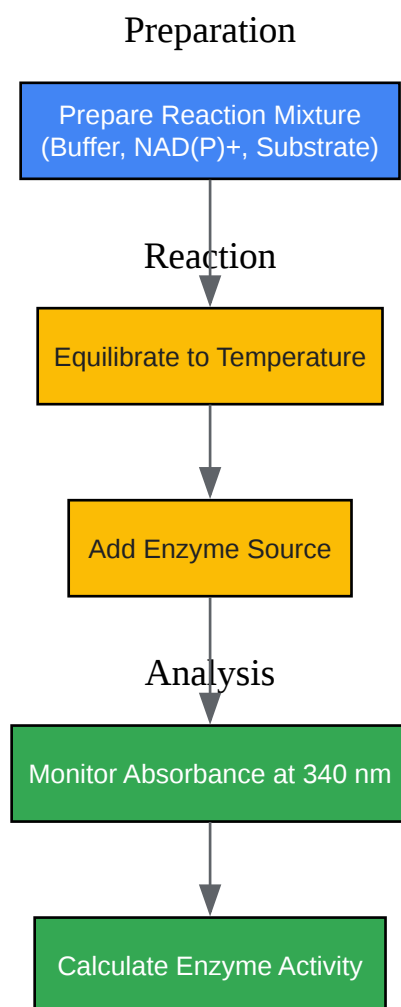 Preparation
Prepare Reaction Mixture
(Buffer, NAD(P)+, Substrate)
Reaction
Equilibrate to Temperature
Add Enzyme Source
Analysis
Monitor Absorbance at 340 nm
Calculate Enzyme Activity